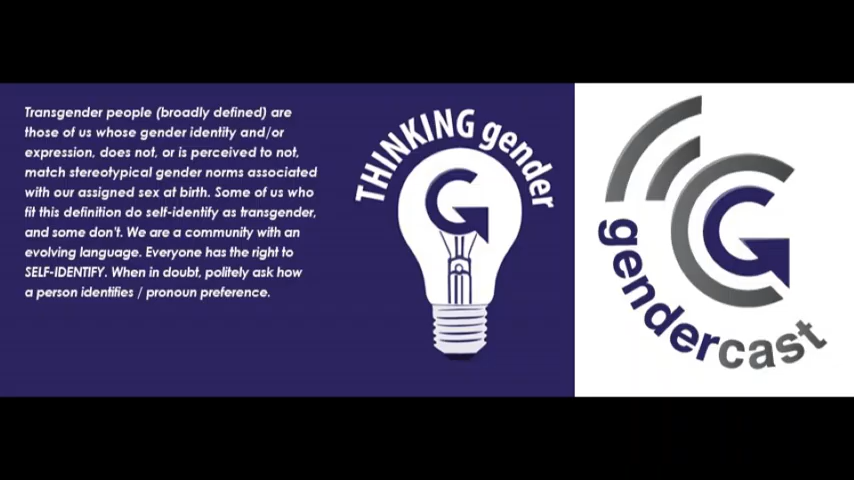 Transgender people (broadly defined) are
those of us whose gender identity and/or
expression, does not, or is perceived to not,
match stereotypical gender norms associated
with our assigned sex at birth. Some of us who
fit this definition do self-identify as transgender,
and some don't. We are a community with an
evolving language. Everyone has the right to
SELF-IDENTIFY. When in doubt, politely ask how
a person identifies / pronoun preference.
THINKING gender
G
G
gendercast